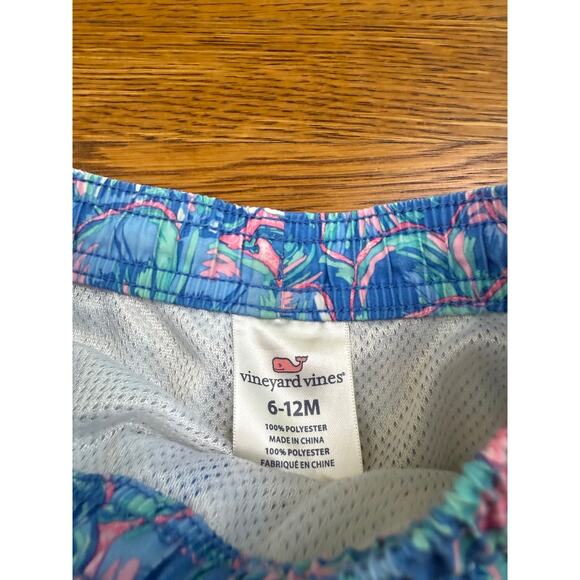 vineyard vines®
6-12M
100% POLYESTER
MADE IN CHINA
100% POLYESTER
FABRIQUÉ EN CHINE